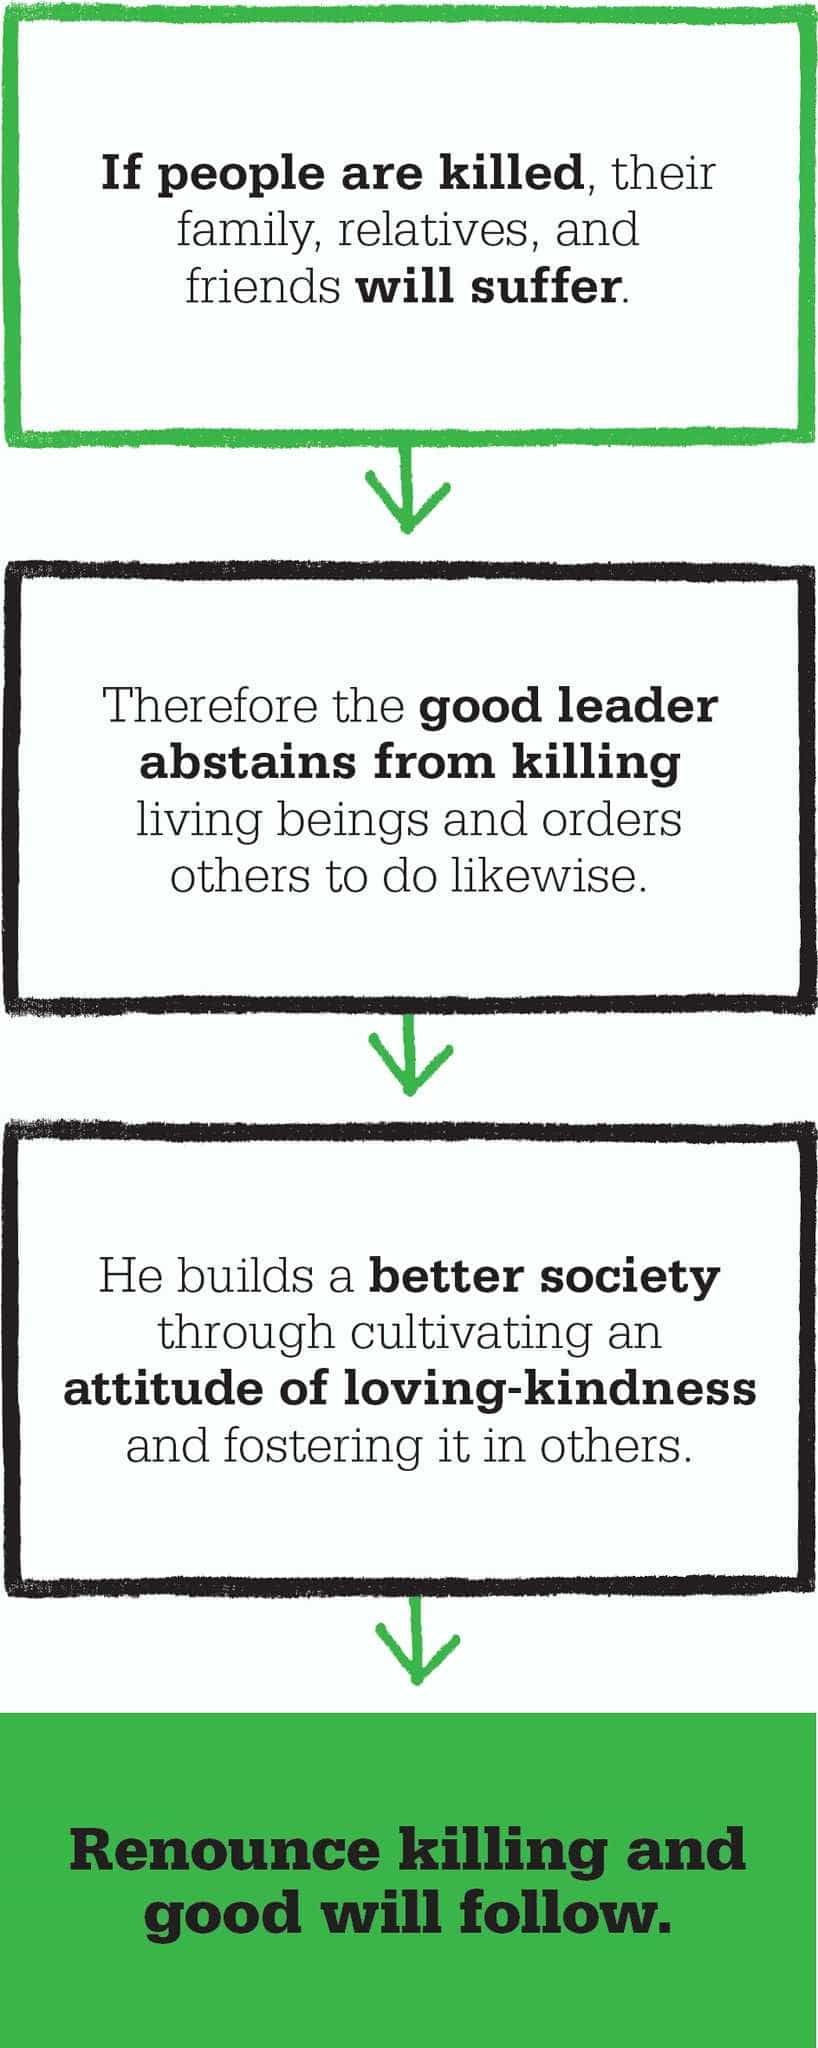 If people are killed, their
family, relatives, and
friends will suffer.
Therefore the good leader
abstains from killing
living beings and orders
others to do likewise.
He builds a better society
through cultivating an
attitude of loving-kindness
and fostering it in others.
Renounce killing and
good will follow.